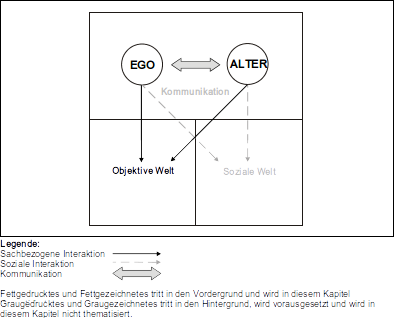 EGO
ALTER
Kommunikation
Objektive Welt
Soziale Welt
Legende:
Sachbezogene Interaktion
Soziale Interaktion
Kommunikation
Fettgedrucktes und Fettgezeichnetes tritt in den Vordergrund und wird in diesem Kapitel
Graugedrucktes und Graugezeichnetes tritt in den Hintergrund, wird vorausgesetzt und wird in
diesem Kapitel nicht thematisiert.